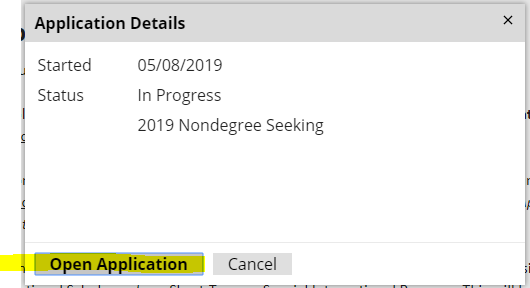 Application Details ×
Started 05/08/2019
Status In Progress
2019 Nondegree Seeking
Open Application Cancel